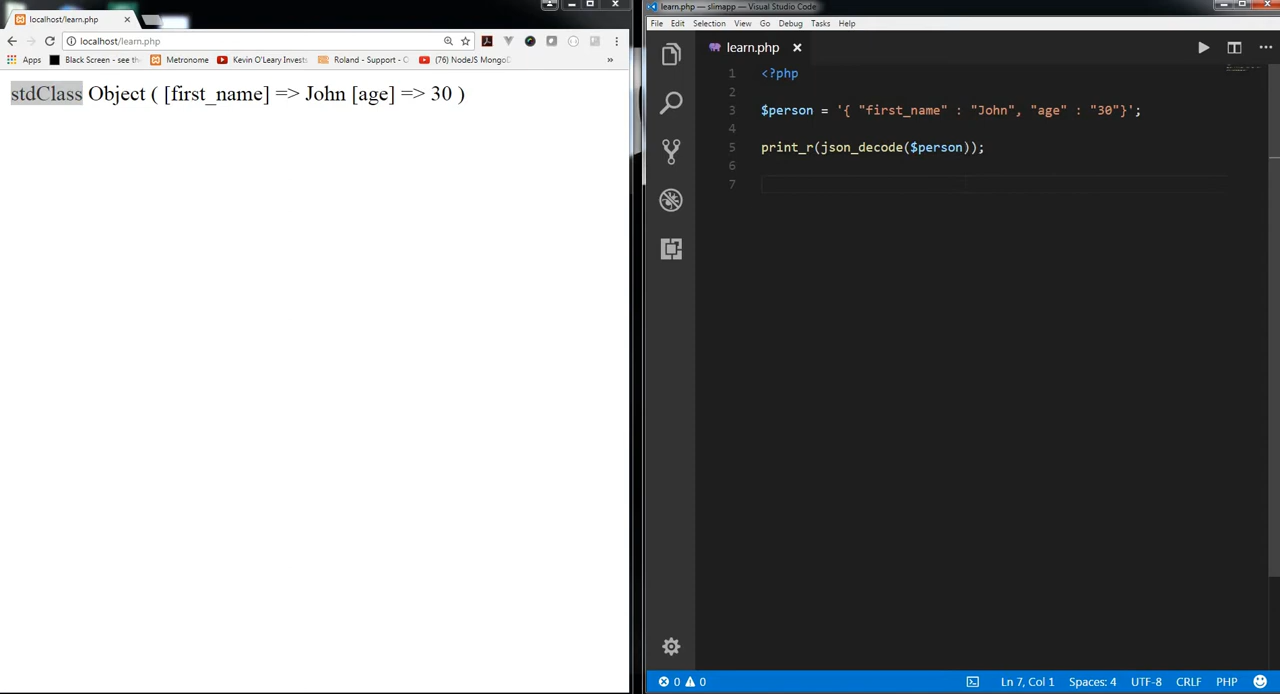 localhost/learn.php
localhost/learn.php
Apps Black Screen - see the Metronome Kevin O'Leary Invest Roland - Support - (76) NodeJS Mongo »
stdClass Object ( [first_name] => John [age] => 30 )
learn.php — slimapp — Visual Studio Code
File Edit Selection View Go Debug Tasks Help
learn.php
1 <?php
2
3 $person = '{ "first_name" : "John", "age" : "30"}';
4
5 print_r(json_decode($person));
6
7
0 0 Ln 7, Col 1 Spaces: 4 UTF-8 CRLF PHP